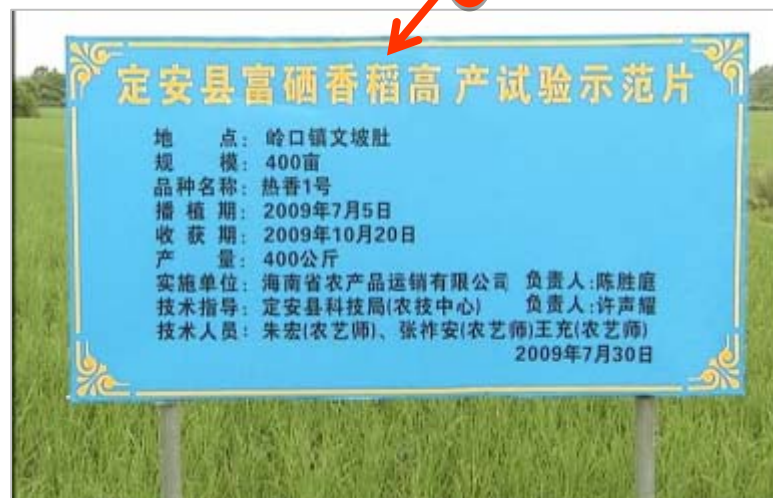 定安县富硒香稻高产试验示范片
地 点：岭口镇文坡肚
规 模：400亩
品种名称：热香1号
播 植 期：2009年7月5日
收 获 期：2009年10月20日
产 量：400公斤
实施单位：海南省农产品运销有限公司 负责人:陈胜庭
技术指导：定安县科技局(农技中心) 负责人:许声耀
技术人员：朱宏(农艺师)、张祚安(农艺师)王充(农艺师)
2009年7月30日